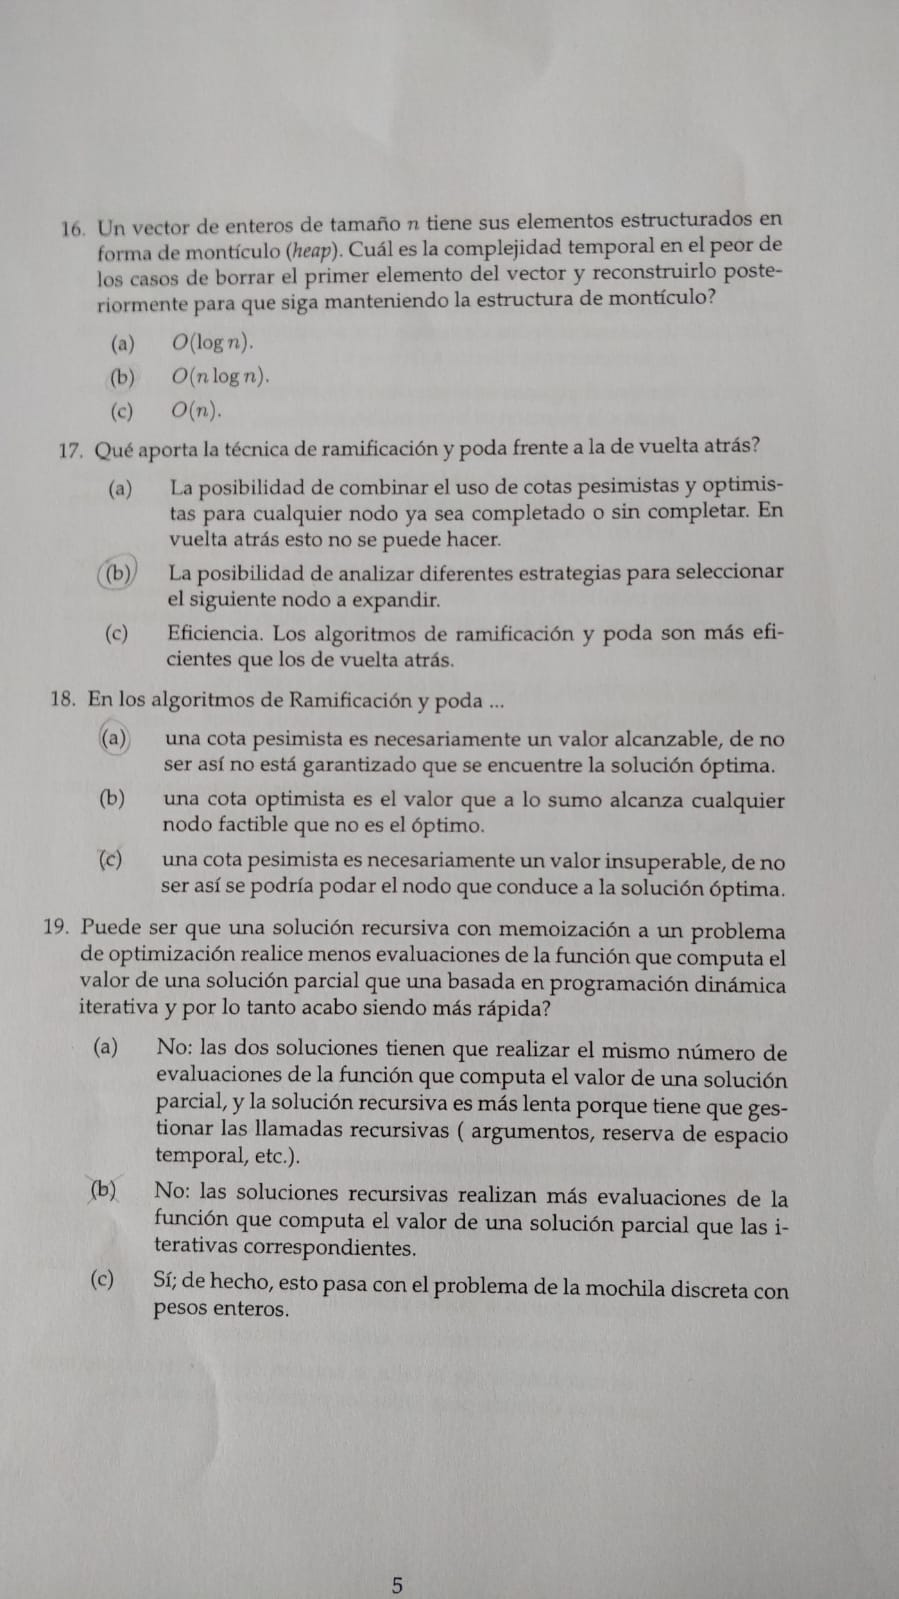 16. Un vector de enteros de tamaño n tiene sus elementos estructurados en
forma de montículo (heap). Cuál es la complejidad temporal en el peor de
los casos de borrar el primer elemento del vector y reconstruirlo poste-
riormente para que siga manteniendo la estructura de montículo?
(a) O(log n).
(b) O(n log n).
(c) O(n).
17. Qué aporta la técnica de ramificación y poda frente a la de vuelta atrás?
(a) La posibilidad de combinar el uso de cotas pesimistas y optimis-
tas para cualquier nodo ya sea completado o sin completar. En
vuelta atrás esto no se puede hacer.
(b) La posibilidad de analizar diferentes estrategias para seleccionar
el siguiente nodo a expandir.
(c) Eficiencia. Los algoritmos de ramificación y poda son más efi-
cientes que los de vuelta atrás.
18. En los algoritmos de Ramificación y poda ...
(a) una cota pesimista es necesariamente un valor alcanzable, de no
ser así no está garantizado que se encuentre la solución óptima.
(b) una cota optimista es el valor que a lo sumo alcanza cualquier
nodo factible que no es el óptimo.
(c) una cota pesimista es necesariamente un valor insuperable, de no
ser así se podría podar el nodo que conduce a la solución óptima.
19. Puede ser que una solución recursiva con memoización a un problema
de optimización realice menos evaluaciones de la función que computa el
valor de una solución parcial que una basada en programación dinámica
iterativa y por lo tanto acabo siendo más rápida?
(a) No: las dos soluciones tienen que realizar el mismo número de
evaluaciones de la función que computa el valor de una solución
parcial, y la solución recursiva es más lenta porque tiene que ges-
tionar las llamadas recursivas ( argumentos, reserva de espacio
temporal, etc.).
(b) No: las soluciones recursivas realizan más evaluaciones de la
función que computa el valor de una solución parcial que las i-
terativas correspondientes.
(c) Sí; de hecho, esto pasa con el problema de la mochila discreta con
pesos enteros.
5